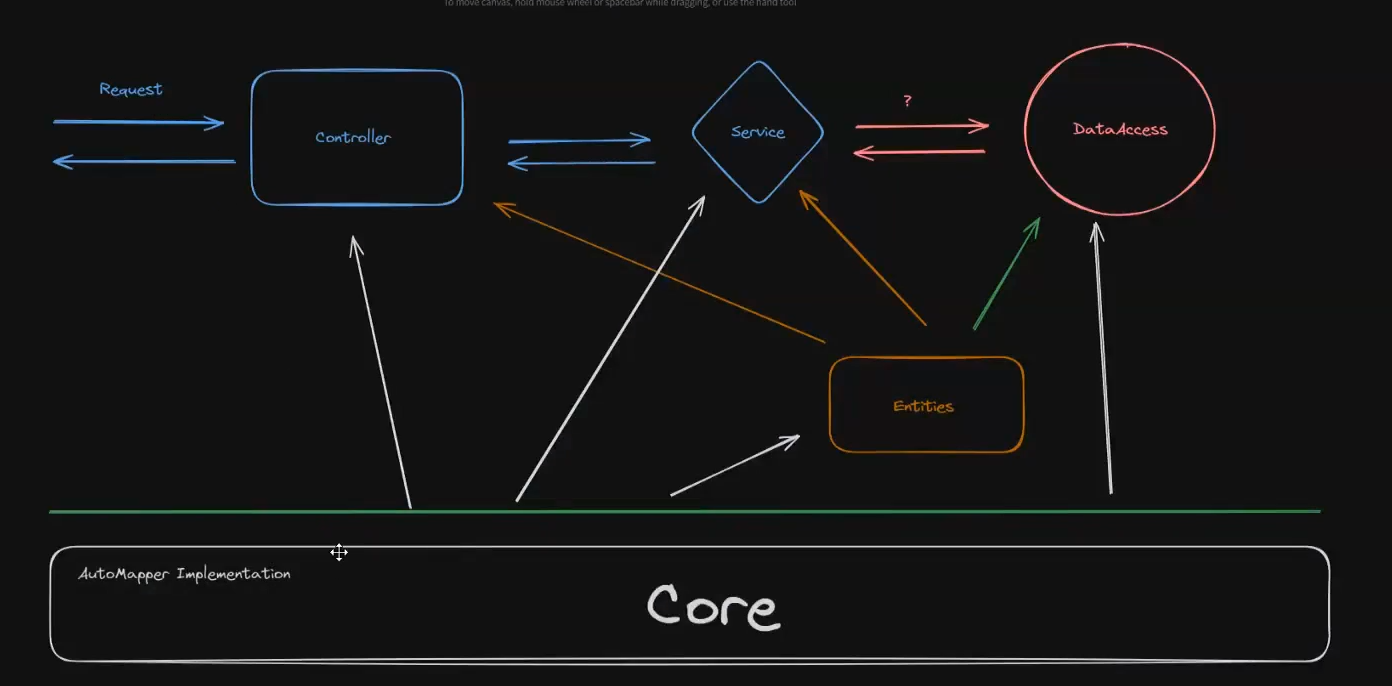 To move canvas, hold mouse wheel or spacebar while dragging, or use the hand tool
Request
Controller
Service
?
DataAccess
Entities
AutoMapper Implementation
Core